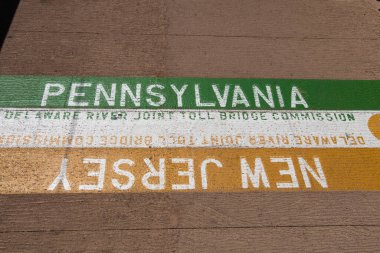 PENNSYLVANIA
DELAWARE RIVER JOINT TOLL BRIDGE COMMISSION
DELAWARE RIVER JOINT TOLL BRIDGE COMMISSION
NEW JERSEY